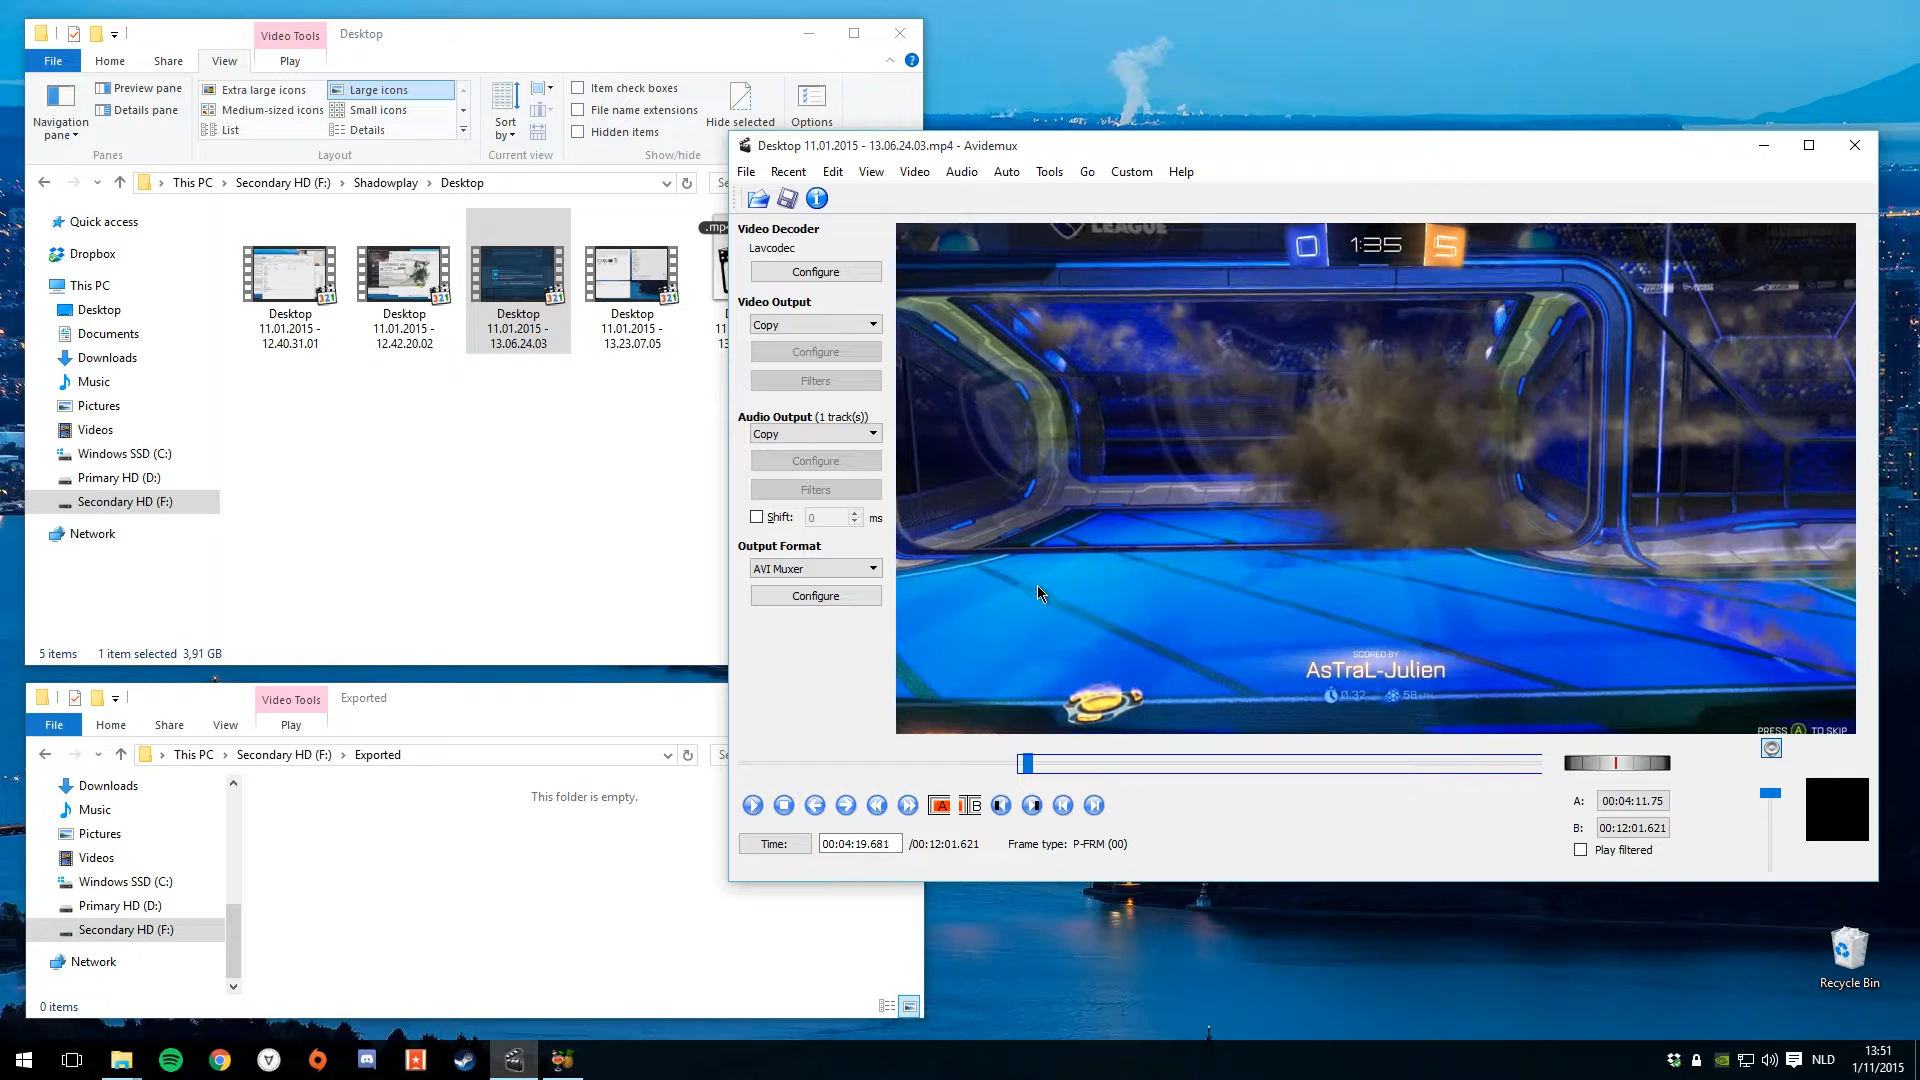 Video Tools Desktop
File Home Share View Play
Navigation pane
Preview pane
Details pane
Panes
Extra large icons Large icons
Medium-sized icons Small icons
List Details
Layout
Sort by
Current view
Item check boxes
File name extensions
Hidden items
Hide selected
Show/hide
Options
This PC Secondary HD (F:) Shadowplay Desktop
Quick access
Dropbox
This PC
Desktop
Documents
Downloads
Music
Pictures
Videos
Windows SSD (C:)
Primary HD (D:)
Secondary HD (F:)
Network
Desktop 11.01.2015 - 12.40.31.01
Desktop 11.01.2015 - 12.42.20.02
Desktop 11.01.2015 - 13.06.24.03
Desktop 11.01.2015 - 13.23.07.05
5 items 1 item selected 3,91 GB
Video Tools Exported
File Home Share View Play
This PC Secondary HD (F:) Exported
Downloads
Music
Pictures
Videos
Windows SSD (C:)
Primary HD (D:)
Secondary HD (F:)
Network
This folder is empty.
0 items
Desktop 11.01.2015 - 13.06.24.03.mp4 - Avidemux
File Recent Edit View Video Audio Auto Tools Go Custom Help
Video Decoder
Lavcodec
Configure
Video Output
Copy
Configure
Filters
Audio Output (1 track(s))
Copy
Configure
Filters
Shift: 0 ms
Output Format
AVI Muxer
Configure
LEAGUE
0 1:35 5
SCORED BY
AsTraL-Julien
PRESS A TO SKIP
A: 00:04:11.75
B: 00:12:01.621
Play filtered
A B
Time: 00:04:19.681 /00:12:01.621 Frame type: P-FRM (00)
Recycle Bin
NLD
13:51
1/11/2015